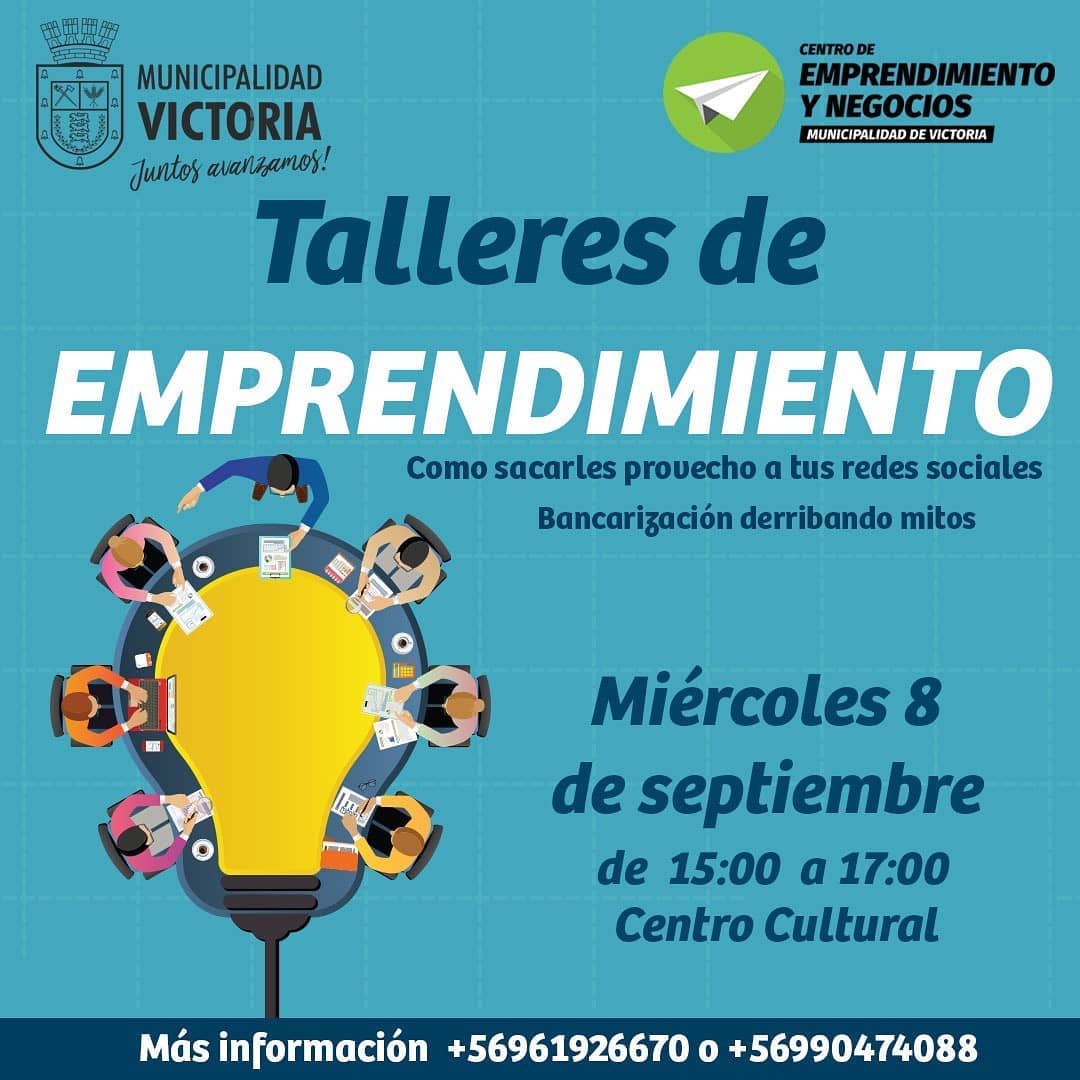 MUNICIPALIDAD
VICTORIA
Juntos avanzamos!
CENTRO DE
EMPRENDIMIENTO
Y NEGOCIOS
MUNICIPALIDAD DE VICTORIA
Talleres de
EMPRENDIMIENTO
Como sacarles provecho a tus redes sociales
Bancarización derribando mitos
Miércoles 8
de septiembre
de 15:00 a 17:00
Centro Cultural
Más información +56961926670 o +56990474088